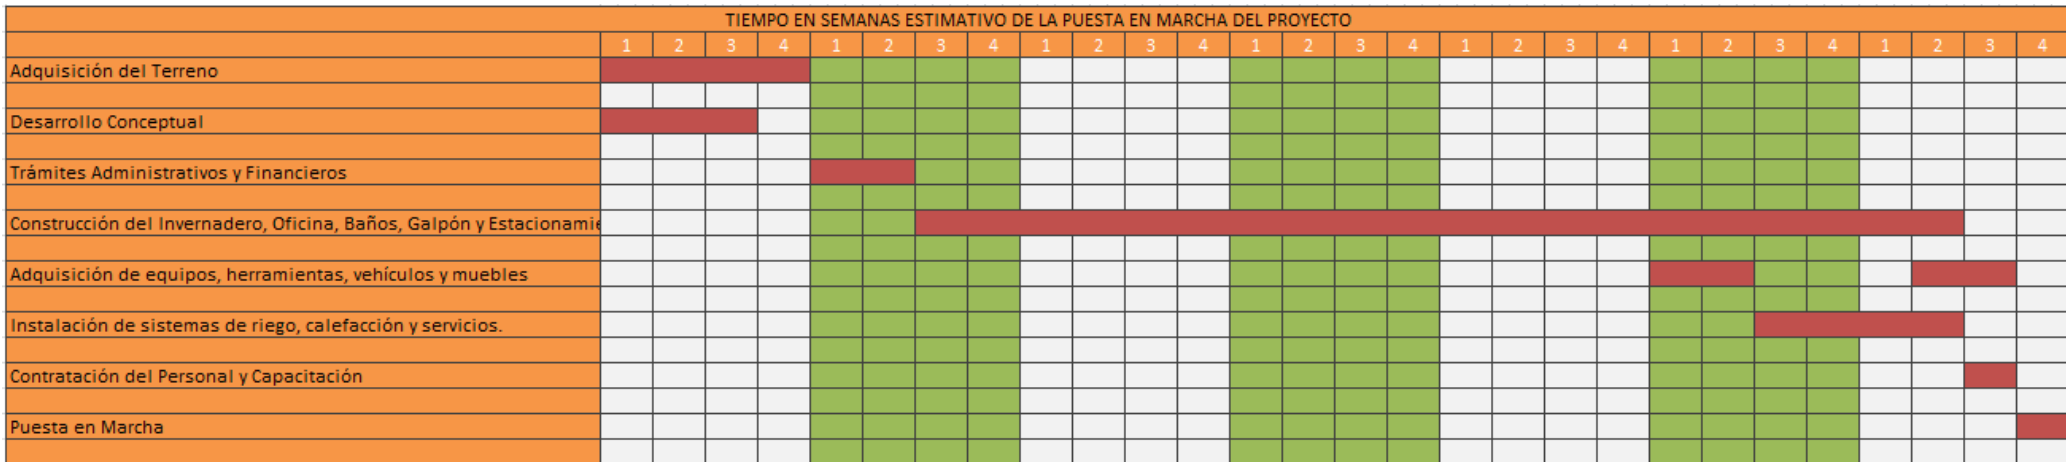 TIEMPO EN SEMANAS ESTIMATIVO DE LA PUESTA EN MARCHA DEL PROYECTO
1 2 3 4 1 2 3 4 1 2 3 4 1 2 3 4 1 2 3 4 1 2 3 4 1 2 3 4
Adquisición del Terreno
Desarrollo Conceptual
Trámites Administrativos y Financieros
Construcción del Invernadero, Oficina, Baños, Galpón y Estacionamie
Adquisición de equipos, herramientas, vehículos y muebles
Instalación de sistemas de riego, calefacción y servicios.
Contratación del Personal y Capacitación
Puesta en Marcha